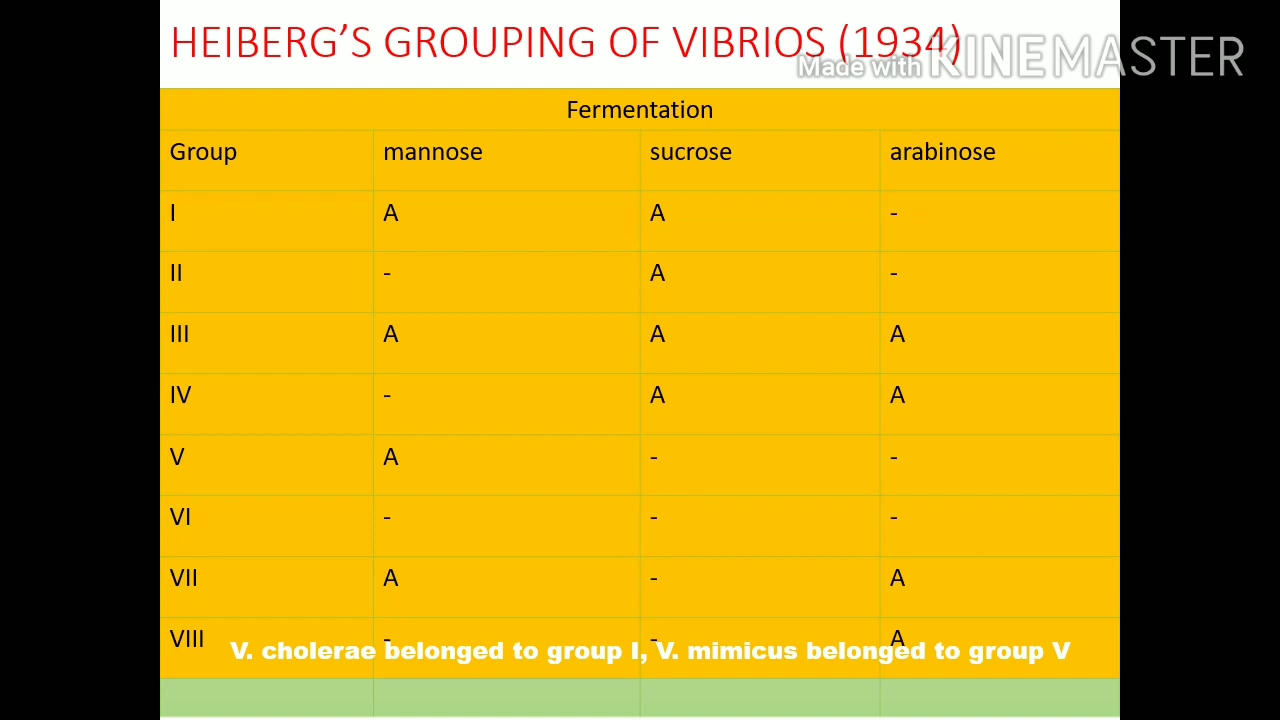 HEIBERG’S GROUPING OF VIBRIOS (1934)
Made with KINEMASTER
Fermentation
Group mannose sucrose arabinose
I A A -
II - A -
III A A A
IV - A A
V A - -
VI - - -
VII A - A
VIII - - A
V. cholerae belonged to group I, V. mimicus belonged to group V